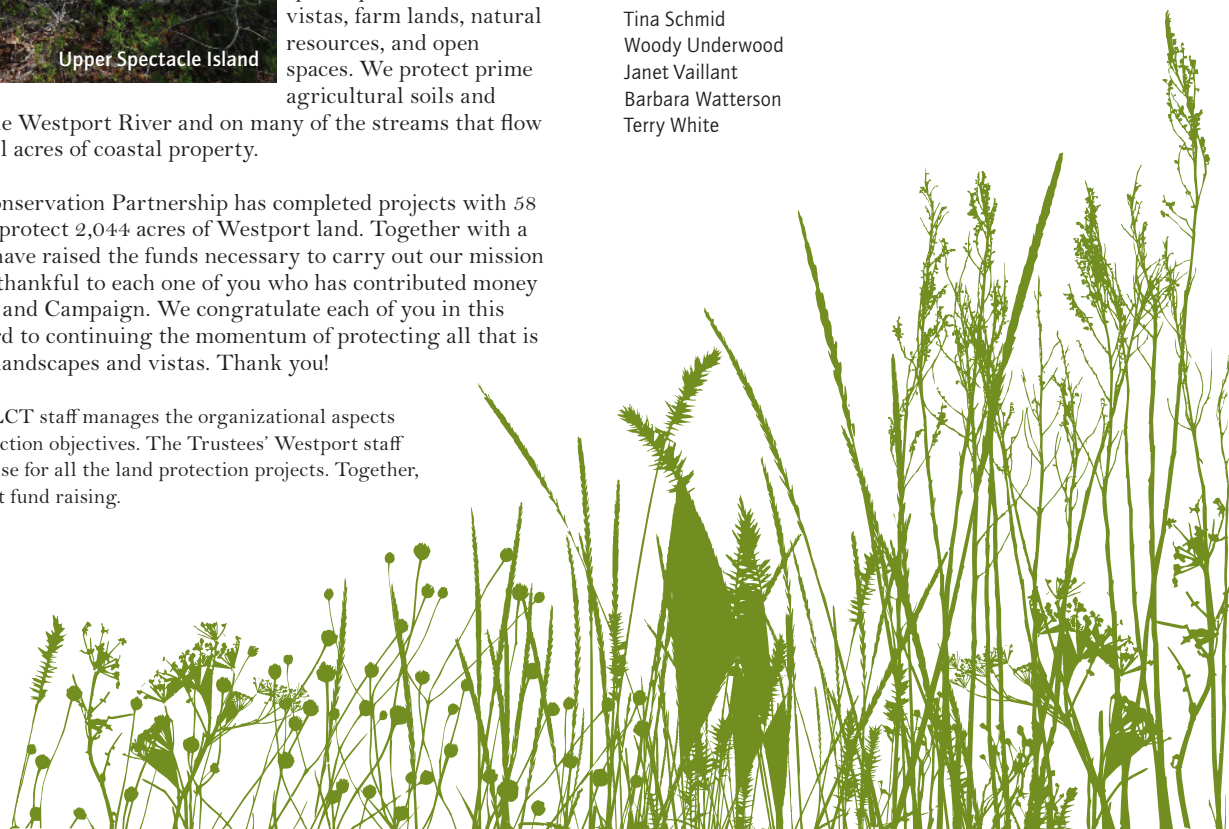 vistas, farm lands, natural
resources, and open
spaces. We protect prime
agricultural soils and
Upper Spectacle Island
Westport River and on many of the streams that flow
acres of coastal property.
Partnership has completed projects with 58
protect 2,044 acres of Westport land. Together with a
have raised the funds necessary to carry out our mission
thankful to each one of you who has contributed money
and Campaign. We congratulate each of you in this
to continuing the momentum of protecting all that is
landscapes and vistas. Thank you!
staff manages the organizational aspects
objectives. The Trustees’ Westport staff
for all the land protection projects. Together,
fund raising.
Tina Schmid
Woody Underwood
Janet Vaillant
Barbara Watterson
Terry White